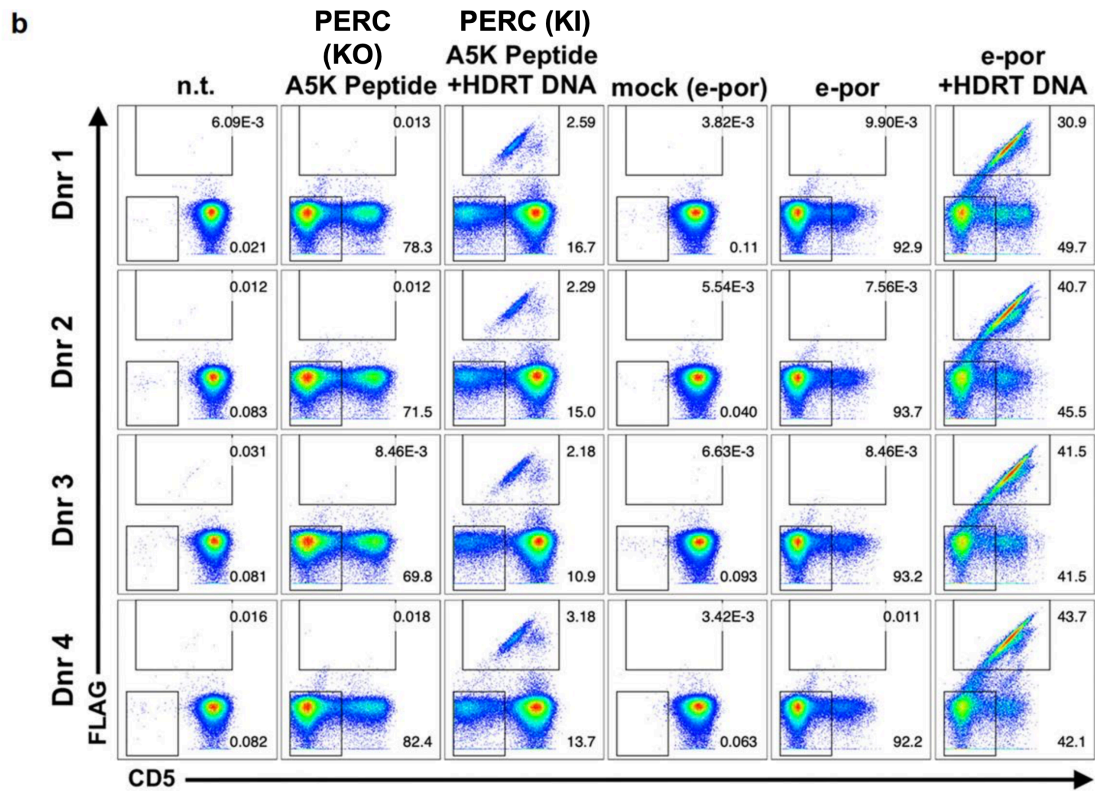 b
PERC
(KO)
PERC (KI)
n.t.
A5K Peptide
A5K Peptide
+HDRT DNA
mock (e-por)
e-por
e-por
+HDRT DNA
Dnr 1
6.09E-3
0.013
2.59
3.82E-3
9.90E-3
30.9
0.021
78.3
16.7
0.11
92.9
49.7
Dnr 2
0.012
0.012
2.29
5.54E-3
7.56E-3
40.7
0.083
71.5
15.0
0.040
93.7
45.5
Dnr 3
0.031
8.46E-3
2.18
6.63E-3
8.46E-3
41.5
0.081
69.8
10.9
0.093
93.2
41.5
Dnr 4
0.016
0.018
3.18
3.42E-3
0.011
43.7
0.082
82.4
13.7
0.063
92.2
42.1
FLAG
CD5